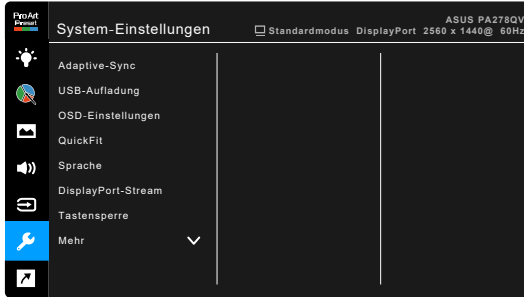 ProArt
Preset
System-Einstellungen
ASUS PA278QV
Standardmodus DisplayPort 2560 x 1440@ 60Hz
Adaptive-Sync
USB-Aufladung
OSD-Einstellungen
QuickFit
Sprache
DisplayPort-Stream
Tastensperre
Mehr